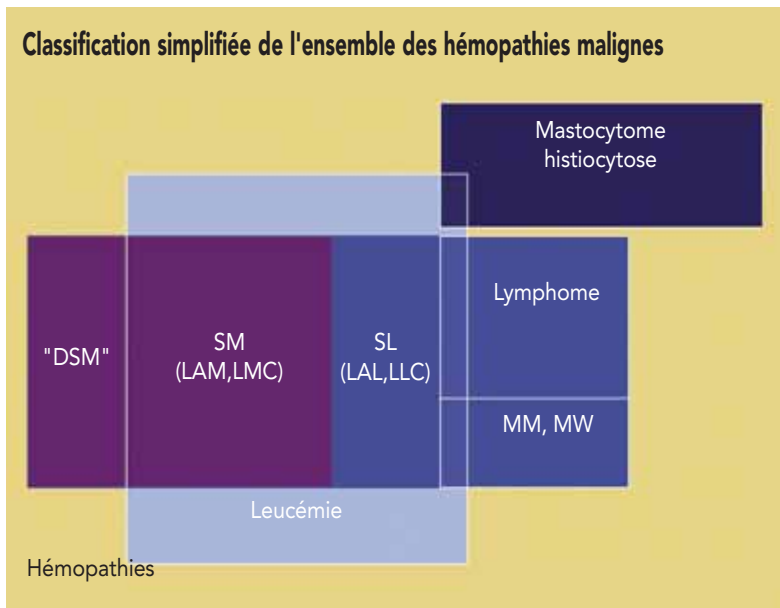 Classification simplifiée de l'ensemble des hémopathies malignes
Mastocytome
histiocytose
"DSM"
SM
(LAM,LMC)
SL
(LAL,LLC)
Lymphome
MM, MW
Leucémie
Hémopathies